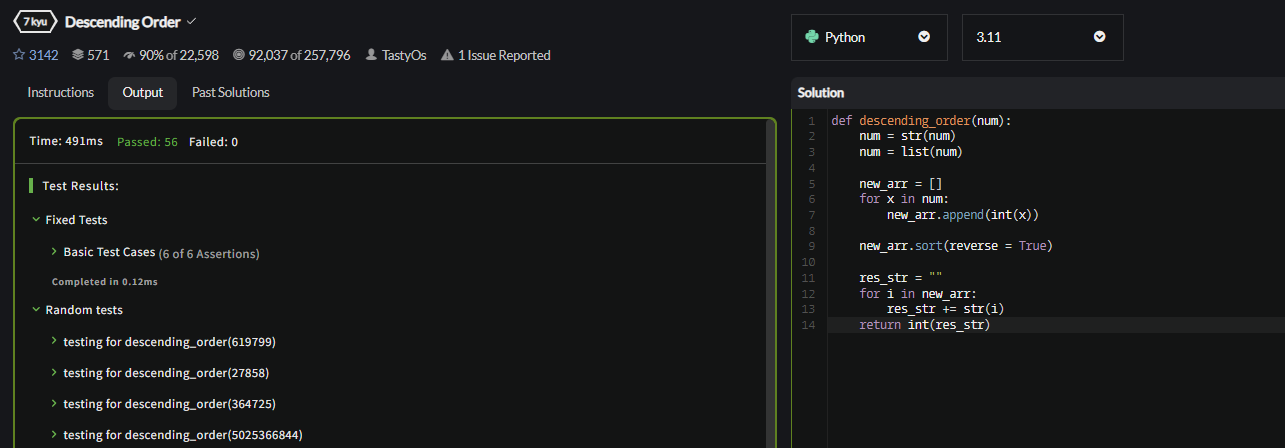 7 kyu Descending Order
3142 571 90% of 22,598 92,037 of 257,796 TastyOs 1 Issue Reported
Instructions Output Past Solutions
Time: 491ms Passed: 56 Failed: 0
Test Results:
Fixed Tests
Basic Test Cases (6 of 6 Assertions)
Completed in 0.12ms
Random tests
testing for descending_order(619799)
testing for descending_order(27858)
testing for descending_order(364725)
testing for descending_order(5025366844)
Python 3.11
Solution
1 def descending_order(num):
2     num = str(num)
3     num = list(num)
4
5     new_arr = []
6     for x in num:
7         new_arr.append(int(x))
8
9     new_arr.sort(reverse = True)
10
11     res_str = ""
12     for i in new_arr:
13         res_str += str(i)
14     return int(res_str)